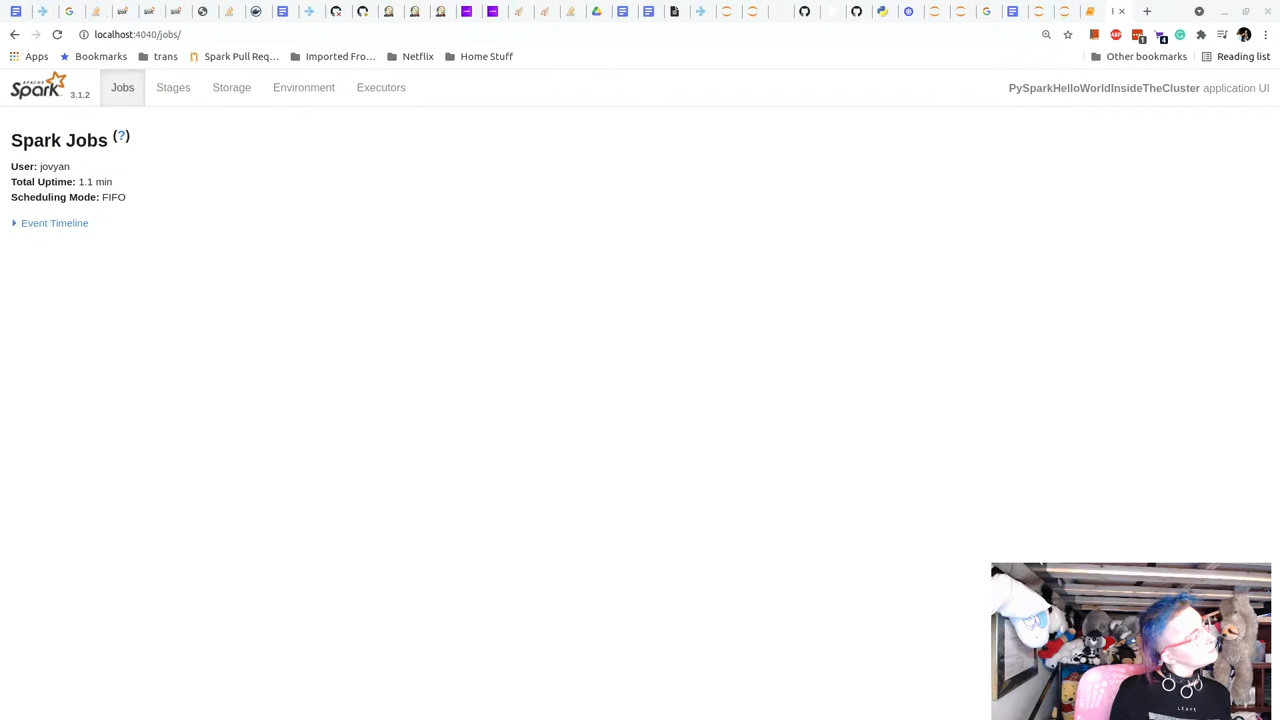 localhost:4040/jobs/
Apps Bookmarks trans Spark Pull Req... Imported Fro... Netflix Home Stuff Other bookmarks Reading list
APACHE
Spark 3.1.2 Jobs Stages Storage Environment Executors PySparkHelloWorldInsideTheCluster application UI
Spark Jobs (?)
User: jovyan
Total Uptime: 1.1 min
Scheduling Mode: FIFO
Event Timeline
LEAVE